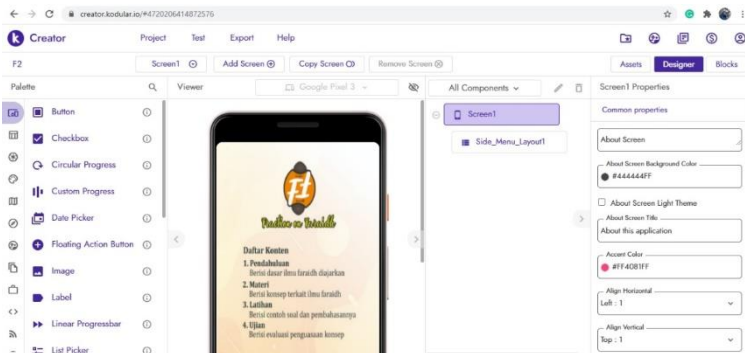 creator.kodular.io/#4720206414872576
Creator
Project
Test
Export
Help
F2
Screen1
Add Screen
Copy Screen
Remove Screen
Assets
Designer
Blocks
Palette
Viewer
Google Pixel 3
All Components
Screen1 Properties
Button
Checkbox
Circular Progress
Custom Progress
Date Picker
Floating Action Button
Image
Label
Linear Progressbar
List Picker
Fraction on Faraidh
Daftar Konten
1. Pendahuluan
Berisi dasar ilmu faraidh diajarkan
2. Materi
Berisi konsep terkait ilmu faraidh
3. Latihan
Berisi contoh soal dan pembahasannya
4. Ujian
Berisi evaluasi penguasaan konsep
Screen1
Side_Menu_Layout1
Common properties
About Screen
About Screen Background Color
#444444FF
About Screen Light Theme
About Screen Title
About this application
Accent Color
#FF4081FF
Align Horizontal
Left : 1
Align Vertical
Top : 1